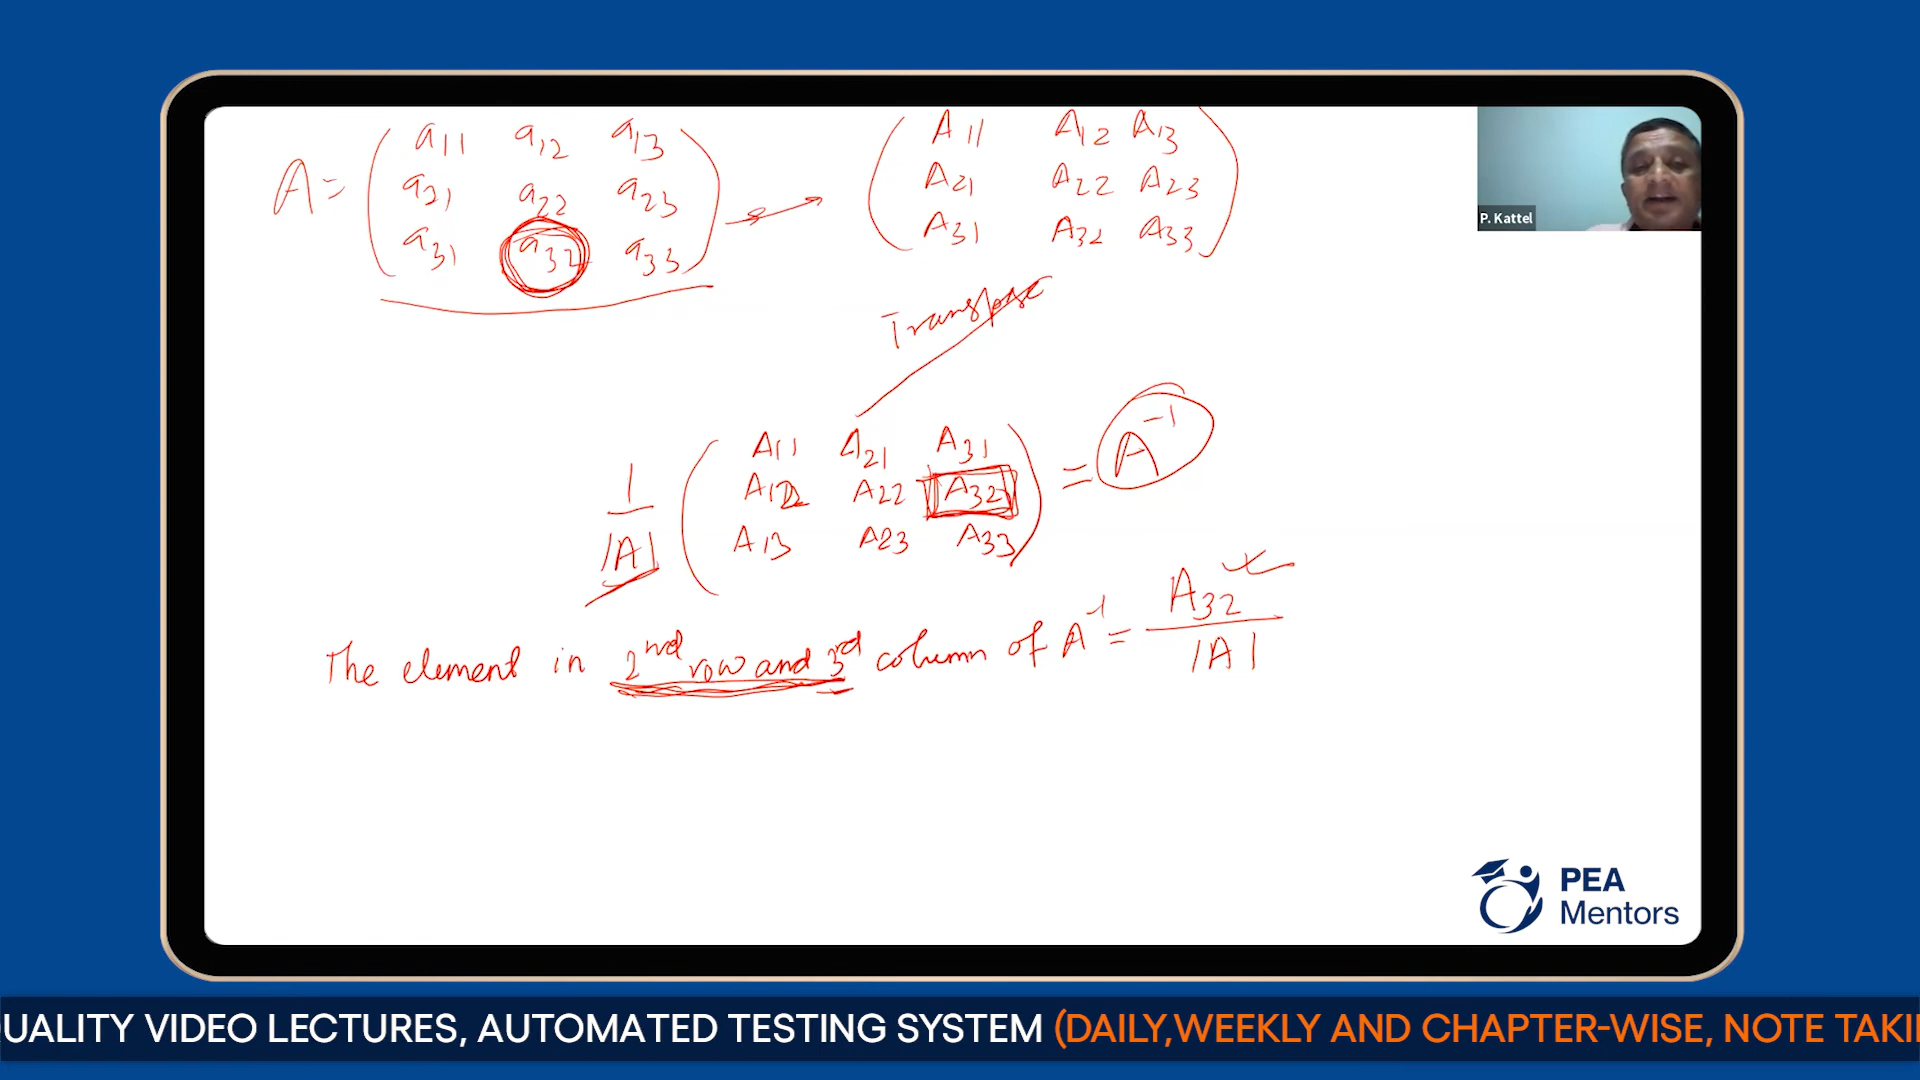 a11 a12 a13
A = a21 a22 a23
a31 a32 a33
A11 A12 A13
A21 A22 A23
A31 A32 A33
P. Kattel
Transpose
A11 A21 A31
1/|A| A12 A22 A32 = A⁻¹
A13 A23 A33
The element in 2nd row and 3rd column of A⁻¹ = A32/|A|
PEA
Mentors
QUALITY VIDEO LECTURES, AUTOMATED TESTING SYSTEM (DAILY,WEEKLY AND CHAPTER-WISE, NOTE TAKI